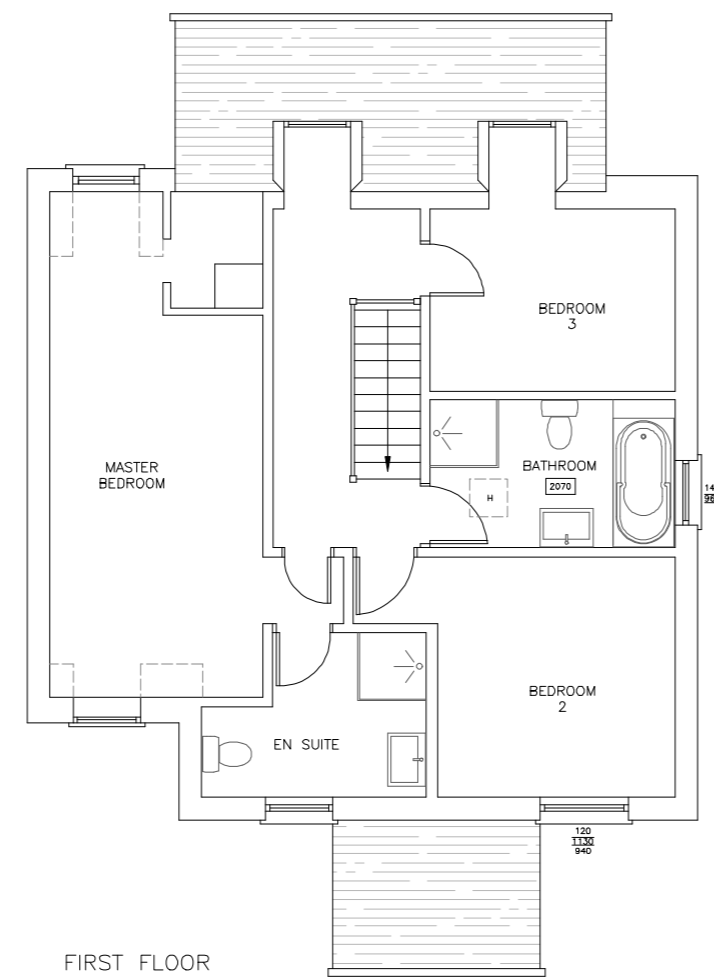 BEDROOM
3
MASTER
BEDROOM
BATHROOM
2070
H
BEDROOM
2
EN SUITE
120
1130
940
FIRST FLOOR